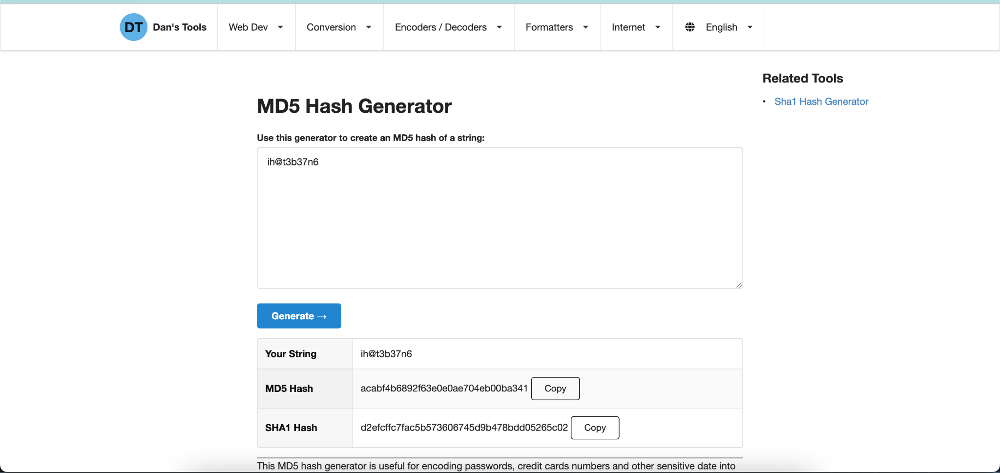 DT Dan's Tools Web Dev Conversion Encoders / Decoders Formatters Internet English
Related Tools
• Sha1 Hash Generator
MD5 Hash Generator
Use this generator to create an MD5 hash of a string:
ih@t3b37n6
Generate →
Your String ih@t3b37n6
MD5 Hash acabf4b6892f63e0e0ae704eb00ba341 Copy
SHA1 Hash d2efcffc7fac5b573606745d9b478bdd05265c02 Copy
This MD5 hash generator is useful for encoding passwords, credit cards numbers and other sensitive date into